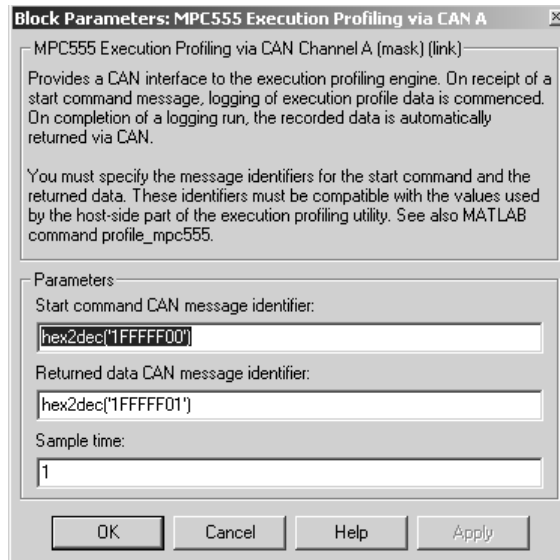 Block Parameters: MPC555 Execution Profiling via CAN A
MPC555 Execution Profiling via CAN Channel A (mask) (link)
Provides a CAN interface to the execution profiling engine. On receipt of a
start command message, logging of execution profile data is commenced.
On completion of a logging run, the recorded data is automatically
returned via CAN.
You must specify the message identifiers for the start command and the
returned data. These identifiers must be compatible with the values used
by the host-side part of the execution profiling utility. See also MATLAB
command profile_mpc555.
Parameters
Start command CAN message identifier:
hex2dec('1FFFFF00')
Returned data CAN message identifier:
hex2dec('1FFFFF01')
Sample time:
1
OK Cancel Help Apply